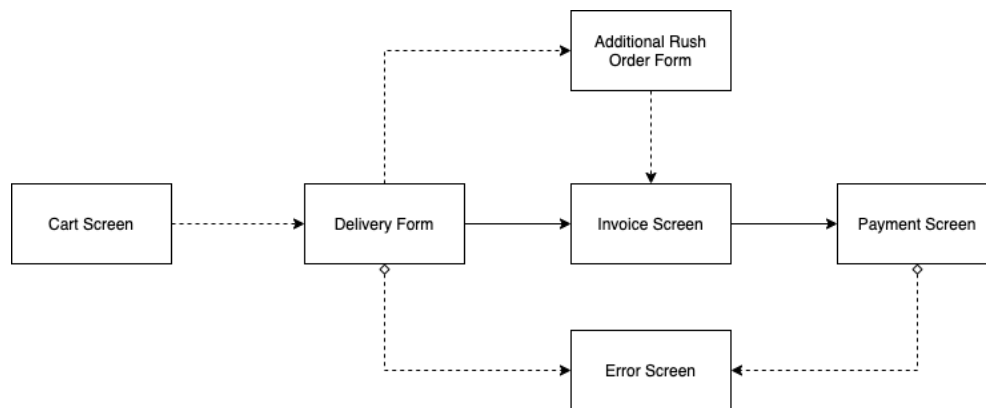 Additional Rush
Order Form
Cart Screen
Delivery Form
Invoice Screen
Payment Screen
Error Screen